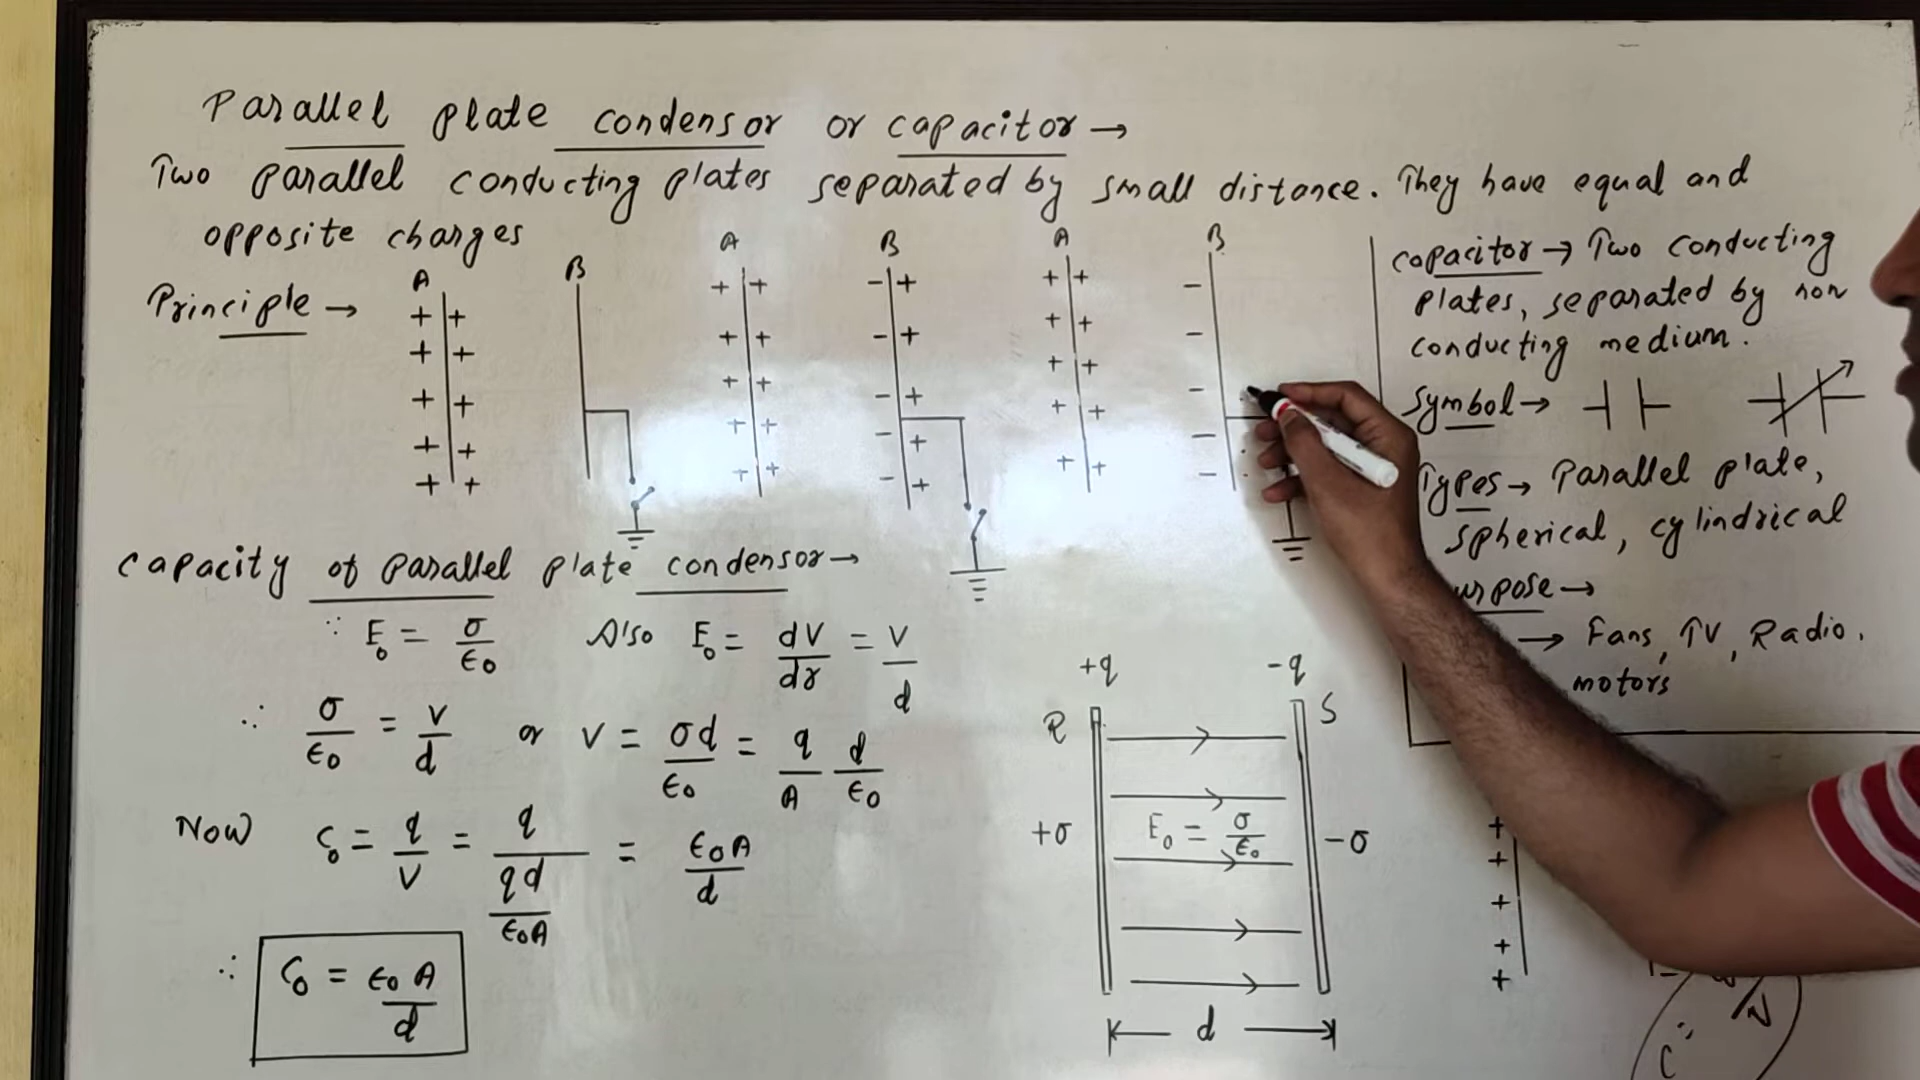 Parallel plate condensor or capacitor →
Two parallel conducting plates separated by small distance. They have equal and
opposite charges
Principle →
A
B
A
B
A
B
capacity of parallel plate condensor →
∵ E₀ = σ/ε₀ Also E₀ = dV/dr = V/d
∴ σ/ε₀ = V/d or V = σd/ε₀ = q/A d/ε₀
Now C₀ = q/V = q/(qd/ε₀A) = ε₀A/d
∴ C₀ = ε₀A/d
+q -q
R S
+σ E₀ = σ/ε₀ -σ
d
capacitor → Two conducting
plates, separated by non
conducting medium.
Symbol →
Types → Parallel plate,
spherical, cylindrical
urpose →
→ Fans, TV, Radio.
motors